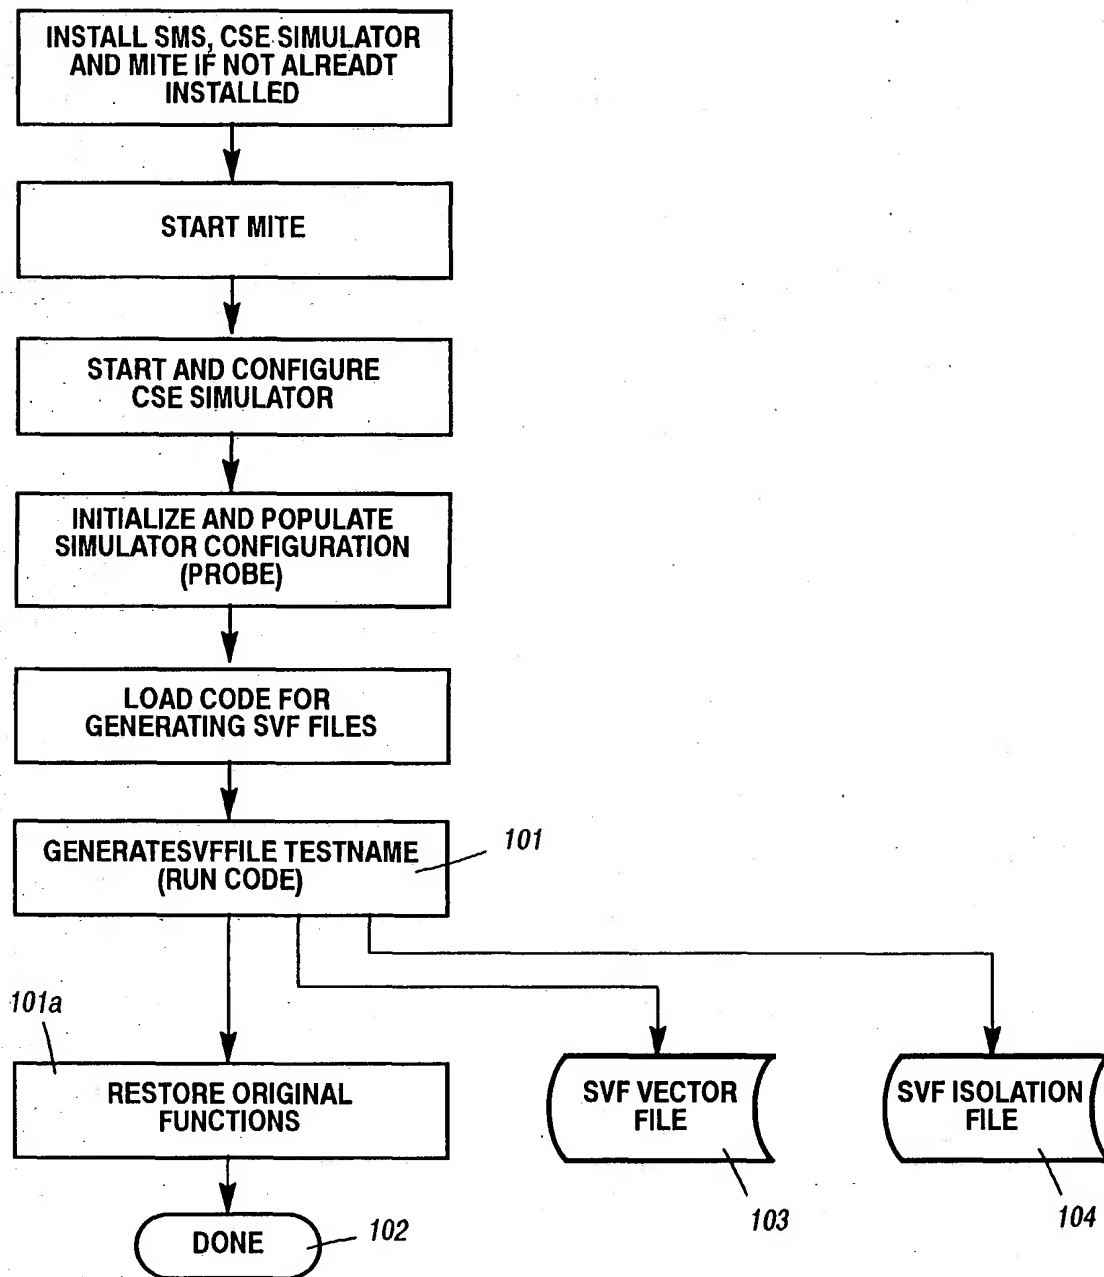 INSTALL SMS, CSE SIMULATOR
AND MITE IF NOT ALREADT
INSTALLED
START MITE
START AND CONFIGURE
CSE SIMULATOR
INITIALIZE AND POPULATE
SIMULATOR CONFIGURATION
(PROBE)
LOAD CODE FOR
GENERATING SVF FILES
GENERATESVFFILE TESTNAME
(RUN CODE)
101
101a
RESTORE ORIGINAL
FUNCTIONS
SVF VECTOR
FILE
103
SVF ISOLATION
FILE
104
DONE
102